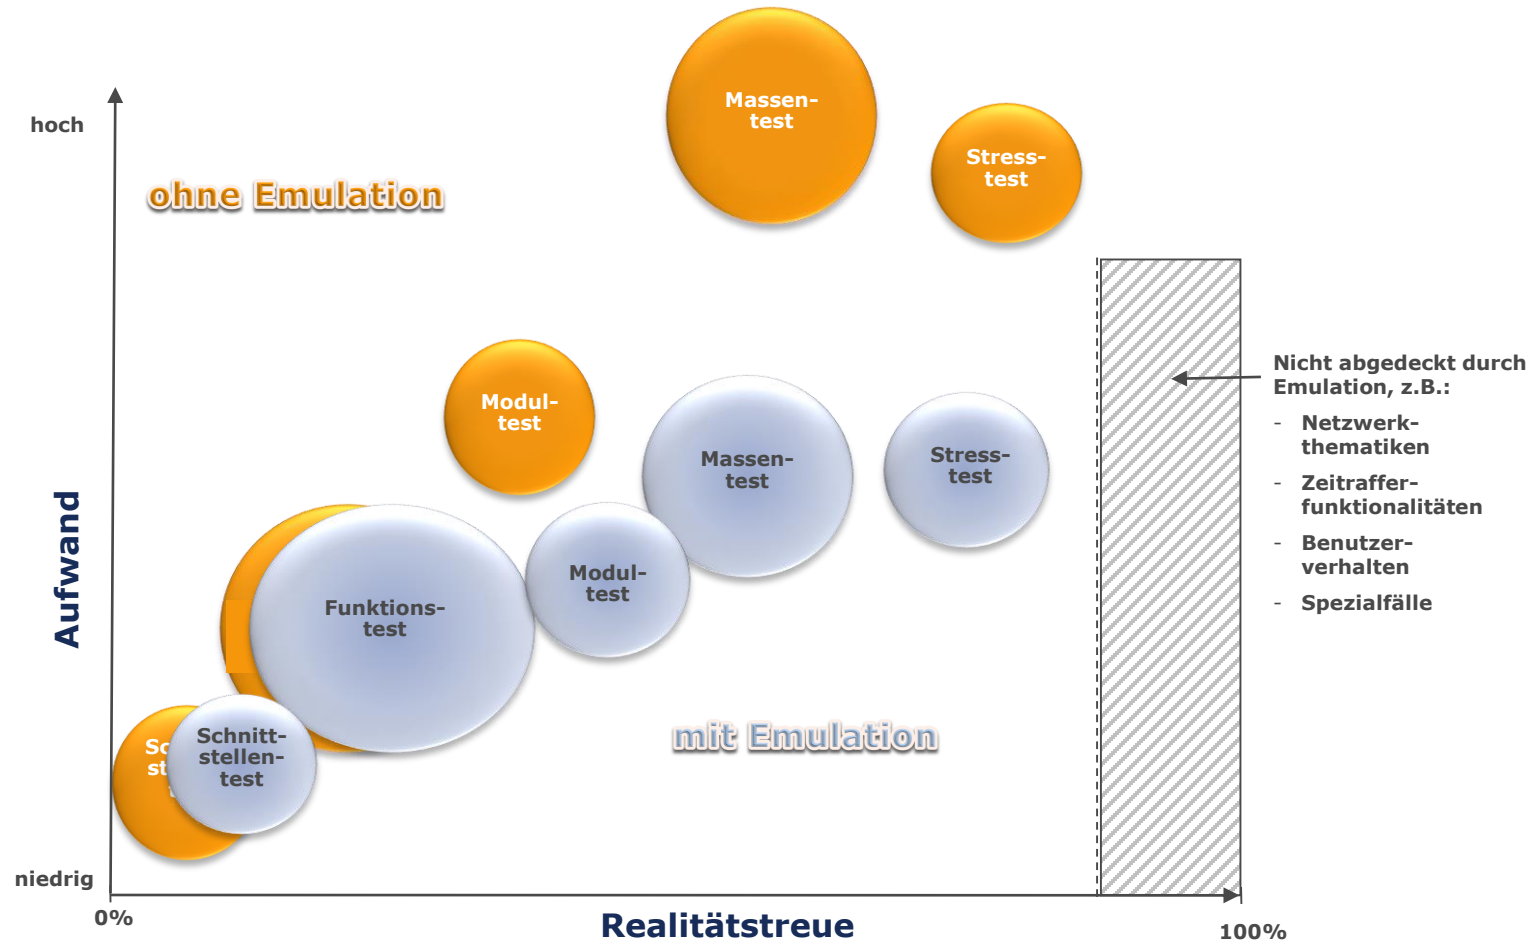 Massen-
test
hoch
Stress-
test
ohne Emulation
Nicht abgedeckt durch
Emulation, z.B.:
- Netzwerk-
thematiken
- Zeitraffer-
funktionalitäten
- Benutzer-
verhalten
- Spezialfälle
Modul-
test
Massen-
test
Stress-
test
Aufwand
Modul-
test
Funktions-
test
Schnitt-
stellen-
test
mit Emulation
niedrig
0%
Realitätstreue
100%